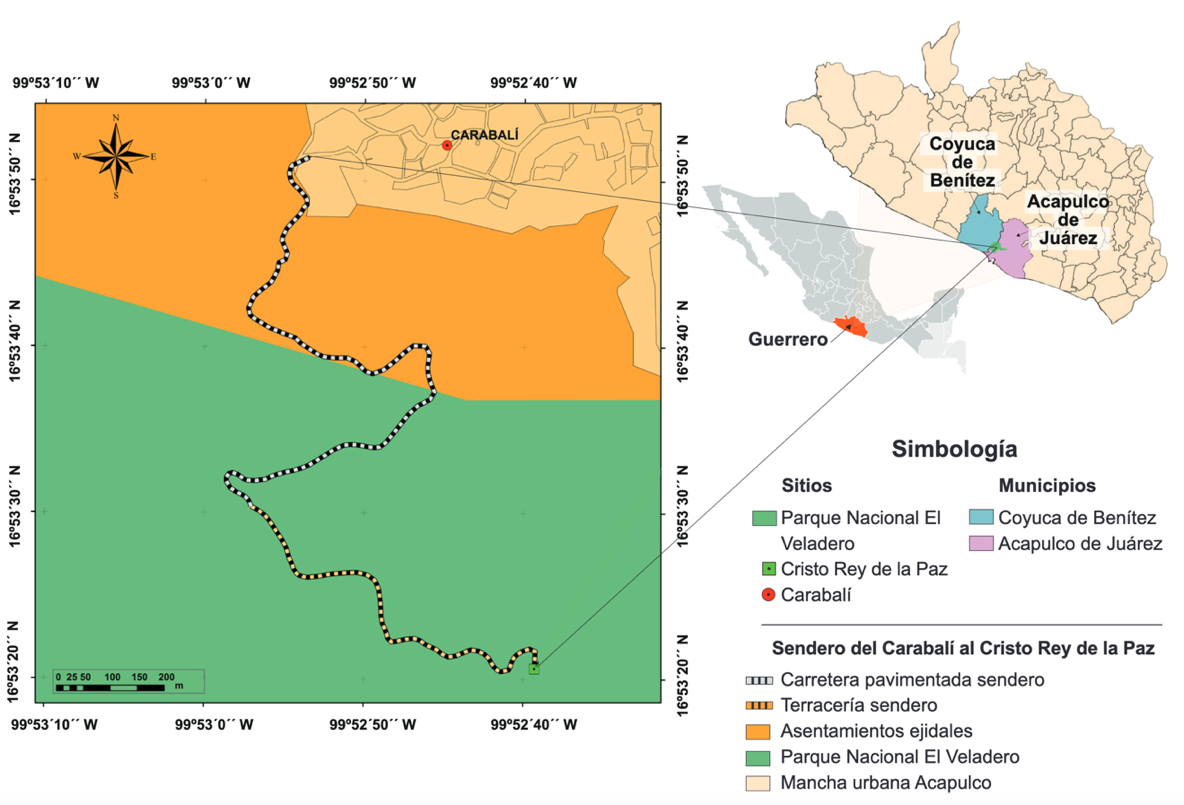 99º53´10´´ W
99º53´0´´ W
99º52´50´´ W
99º52´40´´ W
16º53´50´´ N
16º53´40´´ N
16º53´30´´ N
16º53´20´´ N
N
W
E
S
CARABALÍ
0 25 50 100 150 200
m
16º53´50´´ N
16º53´40´´ N
16º53´30´´ N
16º53´20´´ N
99º53´10´´ W
99º53´0´´ W
99º52´50´´ W
99º52´40´´ W
Coyuca
de
Benítez
Acapulco
de
Juárez
Guerrero
Simbología
Sitios
Parque Nacional El
Veladero
Cristo Rey de la Paz
Carabalí
Municipios
Coyuca de Benítez
Acapulco de Juárez
Sendero del Carabalí al Cristo Rey de la Paz
Carretera pavimentada sendero
Terracería sendero
Asentamientos ejidales
Parque Nacional El Veladero
Mancha urbana Acapulco